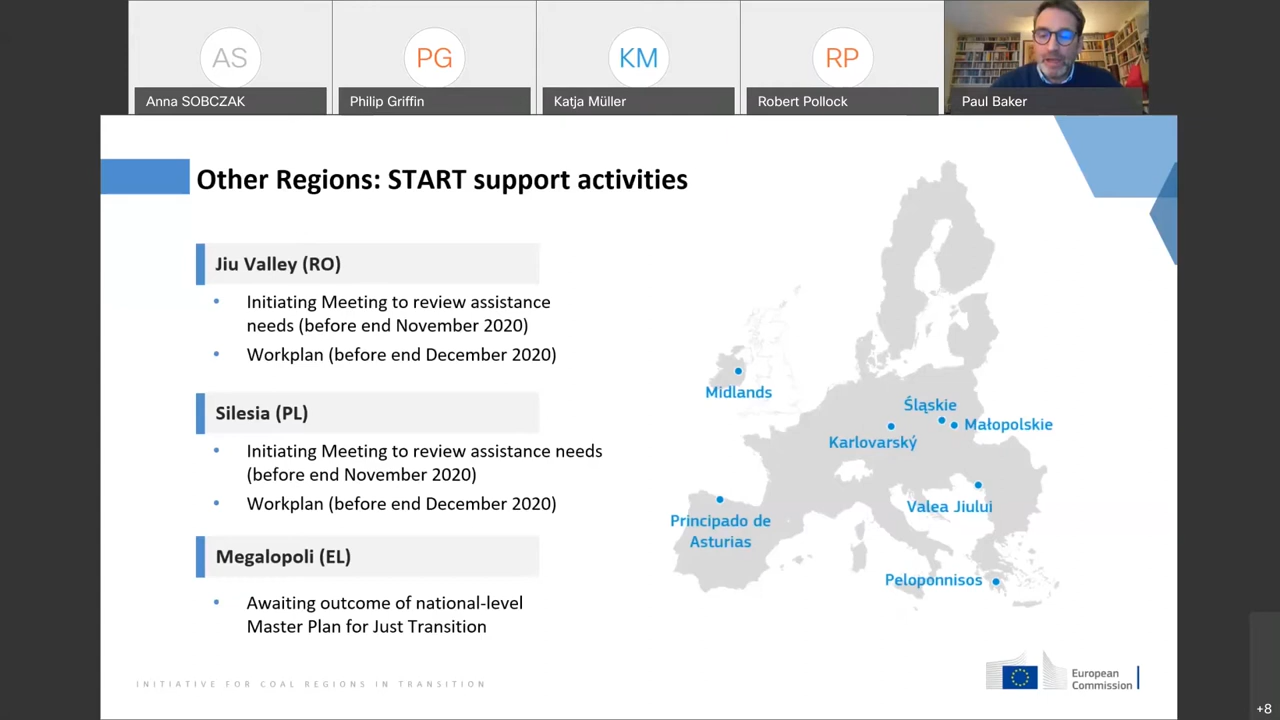 AS
PG
KM
RP
Anna SOBCZAK
Philip Griffin
Katja Müller
Robert Pollock
Paul Baker
Other Regions: START support activities
Jiu Valley (RO)
• Initiating Meeting to review assistance
needs (before end November 2020)
• Workplan (before end December 2020)
Silesia (PL)
• Initiating Meeting to review assistance needs
(before end November 2020)
• Workplan (before end December 2020)
Megalopoli (EL)
• Awaiting outcome of national-level
Master Plan for Just Transition
Midlands
Śląskie
Małopolskie
Karlovarský
Valea Jiului
Principado de
Asturias
Peloponnisos
INITIATIVE FOR COAL REGIONS IN TRANSITION
European
Commission
+8